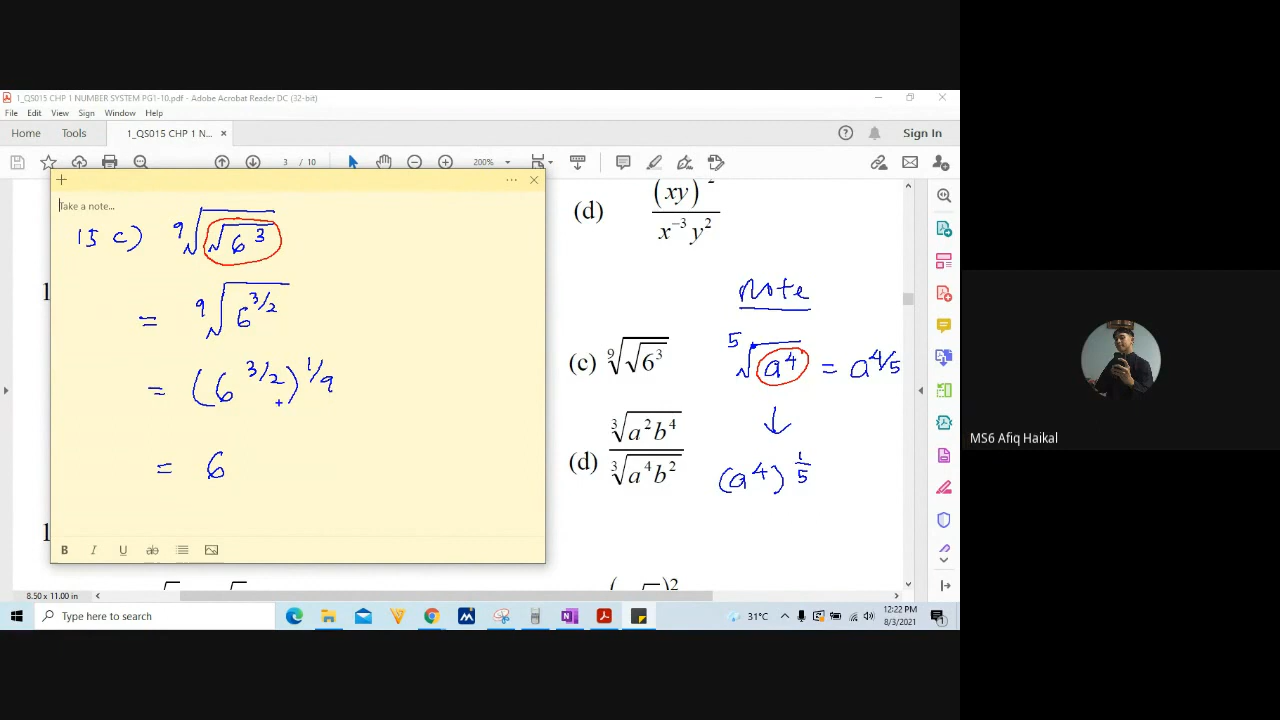 1_QS015 CHP 1 NUMBER SYSTEM PG1-10.pdf - Adobe Acrobat Reader DC (32-bit)
File Edit View Sign Window Help
Home Tools 1_QS015 CHP 1 N... × Sign In
3 / 10 200%
Take a note...
15 c) ⁹√(√(6³))
= ⁹√(6^(3/2))
= (6^(3/2))^(1/9)
= 6
B I U ab
(d) (xy)⁻² / x⁻³y²
Note
⁵√(a⁴) = a^(4/5)
(a⁴)^(1/5)
(c) ⁹√(√(6³))
(d) ³√(a²b⁴) / ³√(a⁴b²)
8.50 x 11.00 in
Type here to search
31°C
12:22 PM
8/3/2021
MS6 Afiq Haikal